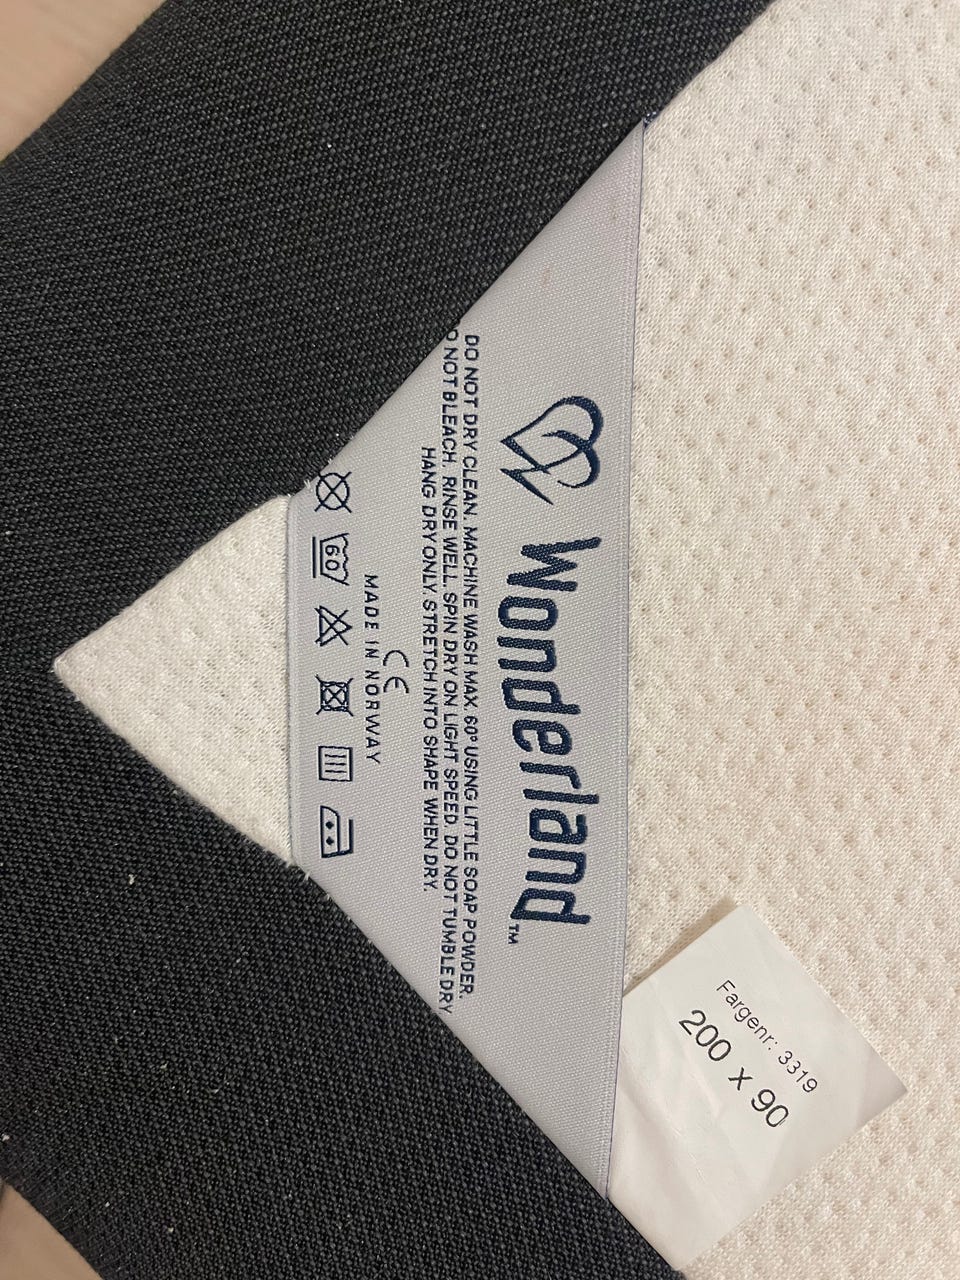 Wonderland™
DO NOT DRY CLEAN. MACHINE WASH MAX. 60° USING LITTLE SOAP POWDER.
DO NOT BLEACH. RINSE WELL. SPIN DRY ON LIGHT SPEED. DO NOT TUMBLE DRY
HANG DRY ONLY. STRETCH INTO SHAPE WHEN DRY.
CE
MADE IN NORWAY
60
Fargenr: 3319
200 x 90